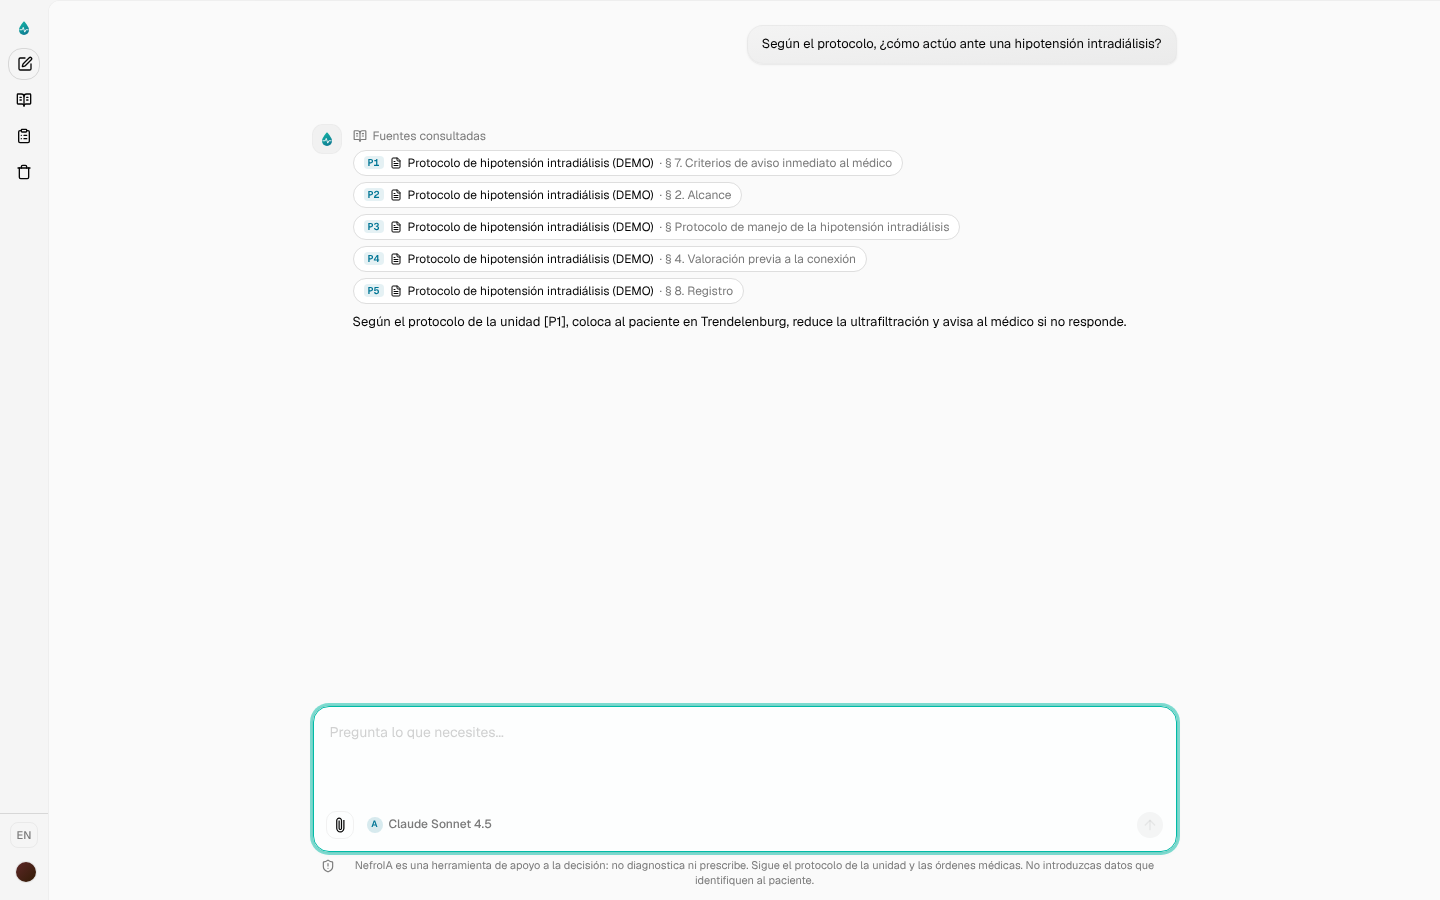 Según el protocolo, ¿cómo actúo ante una hipotensión intradiálisis?
Fuentes consultadas
P1 Protocolo de hipotensión intradiálisis (DEMO) · § 7. Criterios de aviso inmediato al médico
P2 Protocolo de hipotensión intradiálisis (DEMO) · § 2. Alcance
P3 Protocolo de hipotensión intradiálisis (DEMO) · § Protocolo de manejo de la hipotensión intradiálisis
P4 Protocolo de hipotensión intradiálisis (DEMO) · § 4. Valoración previa a la conexión
P5 Protocolo de hipotensión intradiálisis (DEMO) · § 8. Registro
Según el protocolo de la unidad [P1], coloca al paciente en Trendelenburg, reduce la ultrafiltración y avisa al médico si no responde.
Pregunta lo que necesites...
A Claude Sonnet 4.5
EN
NefroIA es una herramienta de apoyo a la decisión: no diagnostica ni prescribe. Sigue el protocolo de la unidad y las órdenes médicas. No introduzcas datos que
identifiquen al paciente.